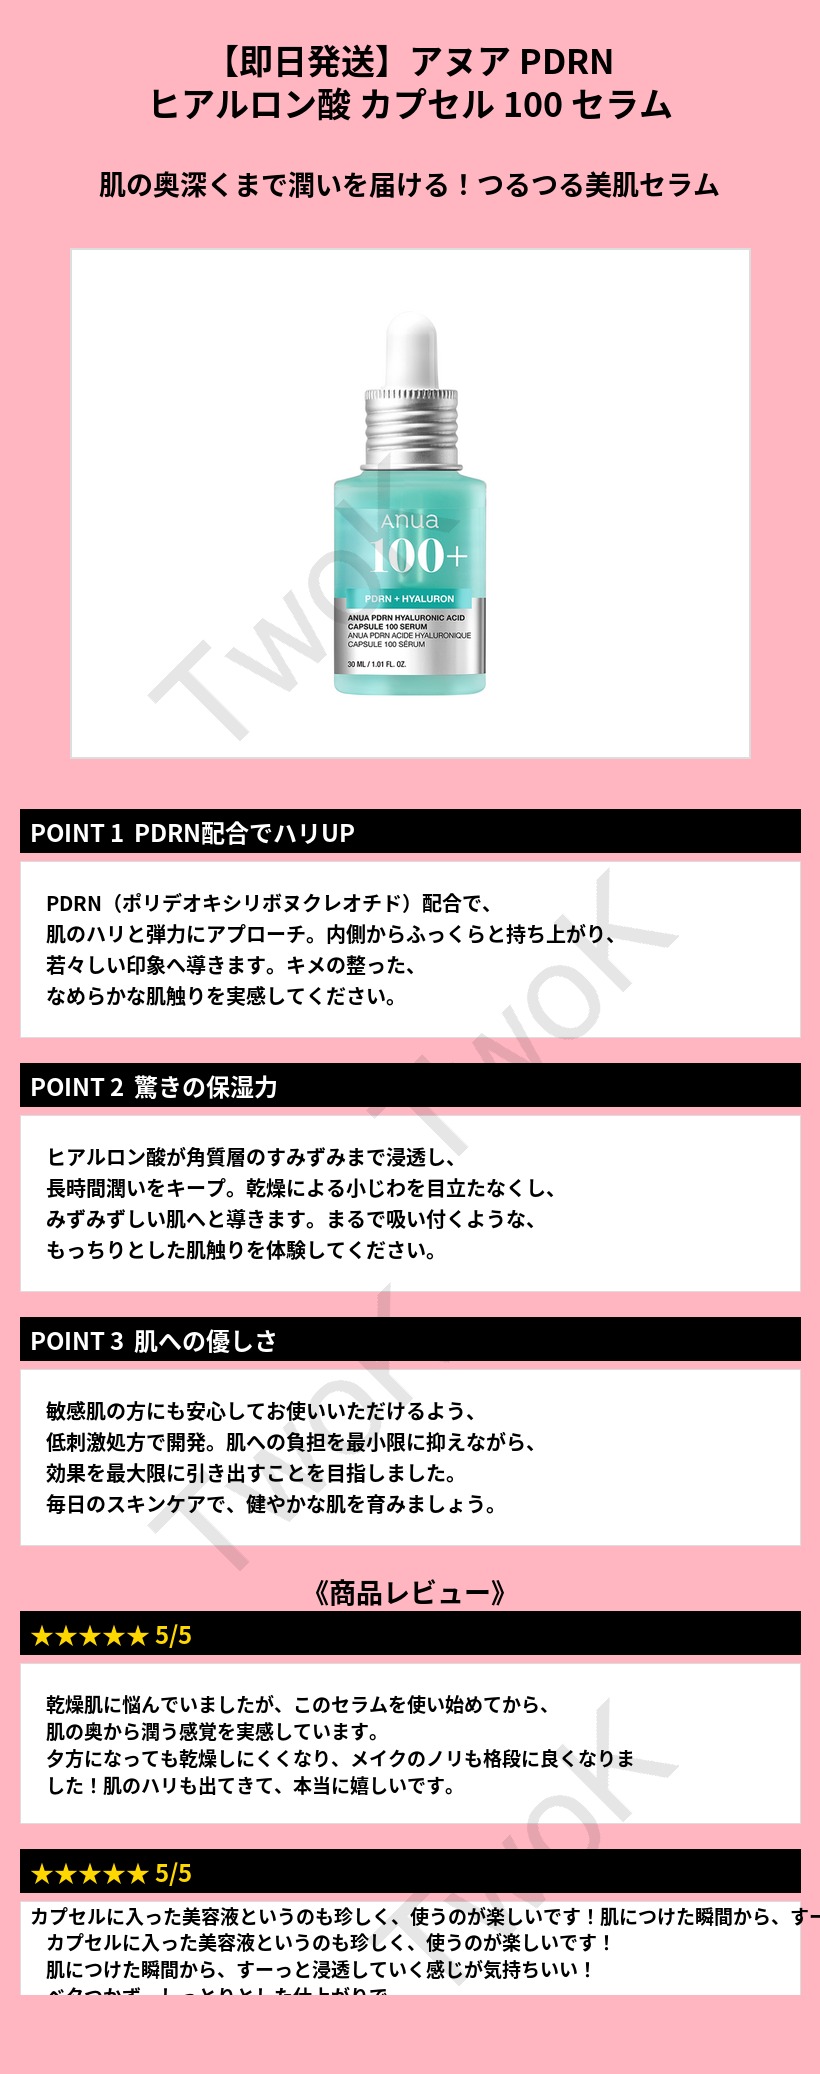 【即日発送】アヌア PDRN
ヒアルロン酸 カプセル 100 セラム
肌の奥深くまで潤いを届ける！つるつる美肌セラム
Anua
100+
PDRN + HYALURON
ANUA PDRN HYALURONIC ACID
CAPSULE 100 SERUM
ANUA PDRN ACIDE HYALURONIQUE
CAPSULE 100 SÉRUM
30 ML / 1.01 FL. OZ.
TwoK
POINT 1 PDRN配合でハリUP
PDRN（ポリデオキシリボヌクレオチド）配合で、
肌のハリと弾力にアプローチ。内側からふっくらと持ち上がり、
若々しい印象へ導きます。キメの整った、
なめらかな肌触りを実感してください。
TwoK
POINT 2 驚きの保湿力
ヒアルロン酸が角質層のすみずみまで浸透し、
長時間潤いをキープ。乾燥による小じわを目立たなくし、
みずみずしい肌へと導きます。まるで吸い付くような、
もっちりとした肌触りを体験してください。
POINT 3 肌への優しさ
敏感肌の方にも安心してお使いいただけるよう、
低刺激処方で開発。肌への負担を最小限に抑えながら、
効果を最大限に引き出すことを目指しました。
毎日のスキンケアで、健やかな肌を育みましょう。
TwoK
《商品レビュー》
★★★★★ 5/5
乾燥肌に悩んでいましたが、このセラムを使い始めてから、
肌の奥から潤う感覚を実感しています。
夕方になっても乾燥しにくくなり、メイクのノリも格段に良くなりま
した！肌のハリも出てきて、本当に嬉しいです。
TwoK
★★★★★ 5/5
カプセルに入った美容液というのも珍しく、使うのが楽しいです！肌につけた瞬間から、すー
カプセルに入った美容液というのも珍しく、使うのが楽しいです！
肌につけた瞬間から、すーっと浸透していく感じが気持ちいい！
ベタつかず、しっとりとした仕上がりで